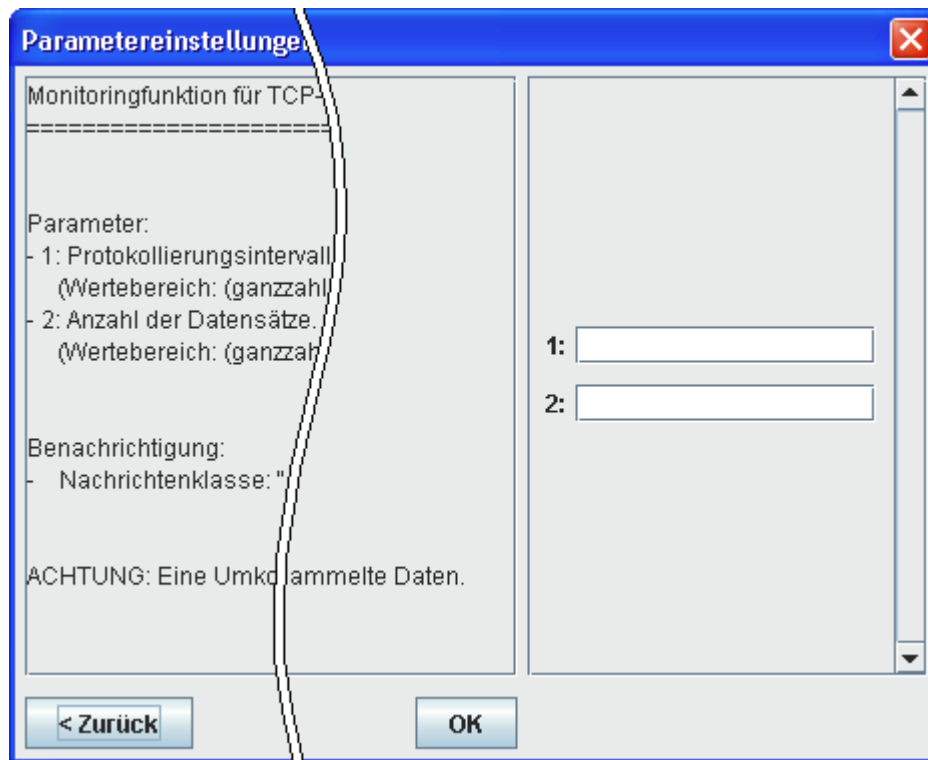 Parametereinstellunge
Monitoringfunktion für TCP-
======================
Parameter:
- 1: Protokollierungsintervall
(Wertebereich: (ganzzahl
- 2: Anzahl der Datensätze.
(Wertebereich: (ganzzah
Benachrichtigung:
- Nachrichtenklasse: "
ACHTUNG: Eine Umko ammelte Daten.
1:
2:
< Zurück
OK